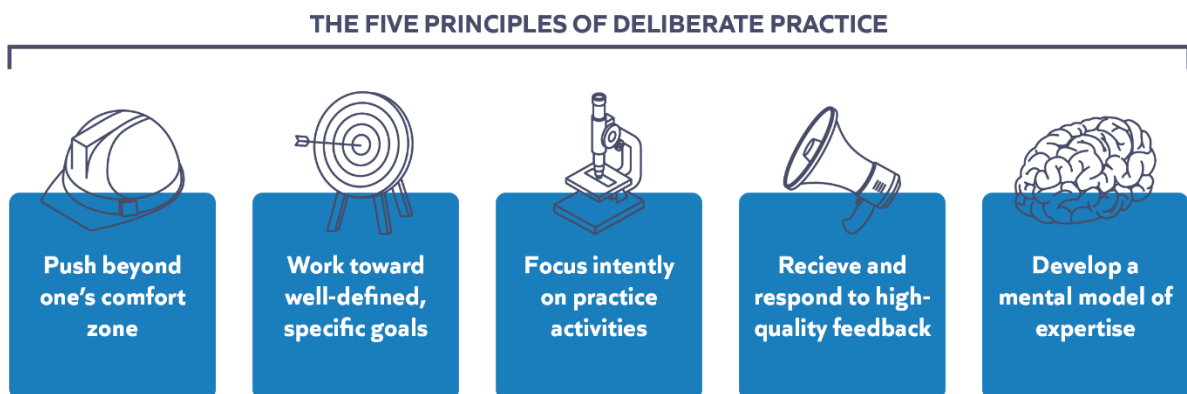 THE FIVE PRINCIPLES OF DELIBERATE PRACTICE
Push beyond
one's comfort
zone
Work toward
well-defined,
specific goals
Focus intently
on practice
activities
Recieve and
respond to high-
quality feedback
Develop a
mental model of
expertise